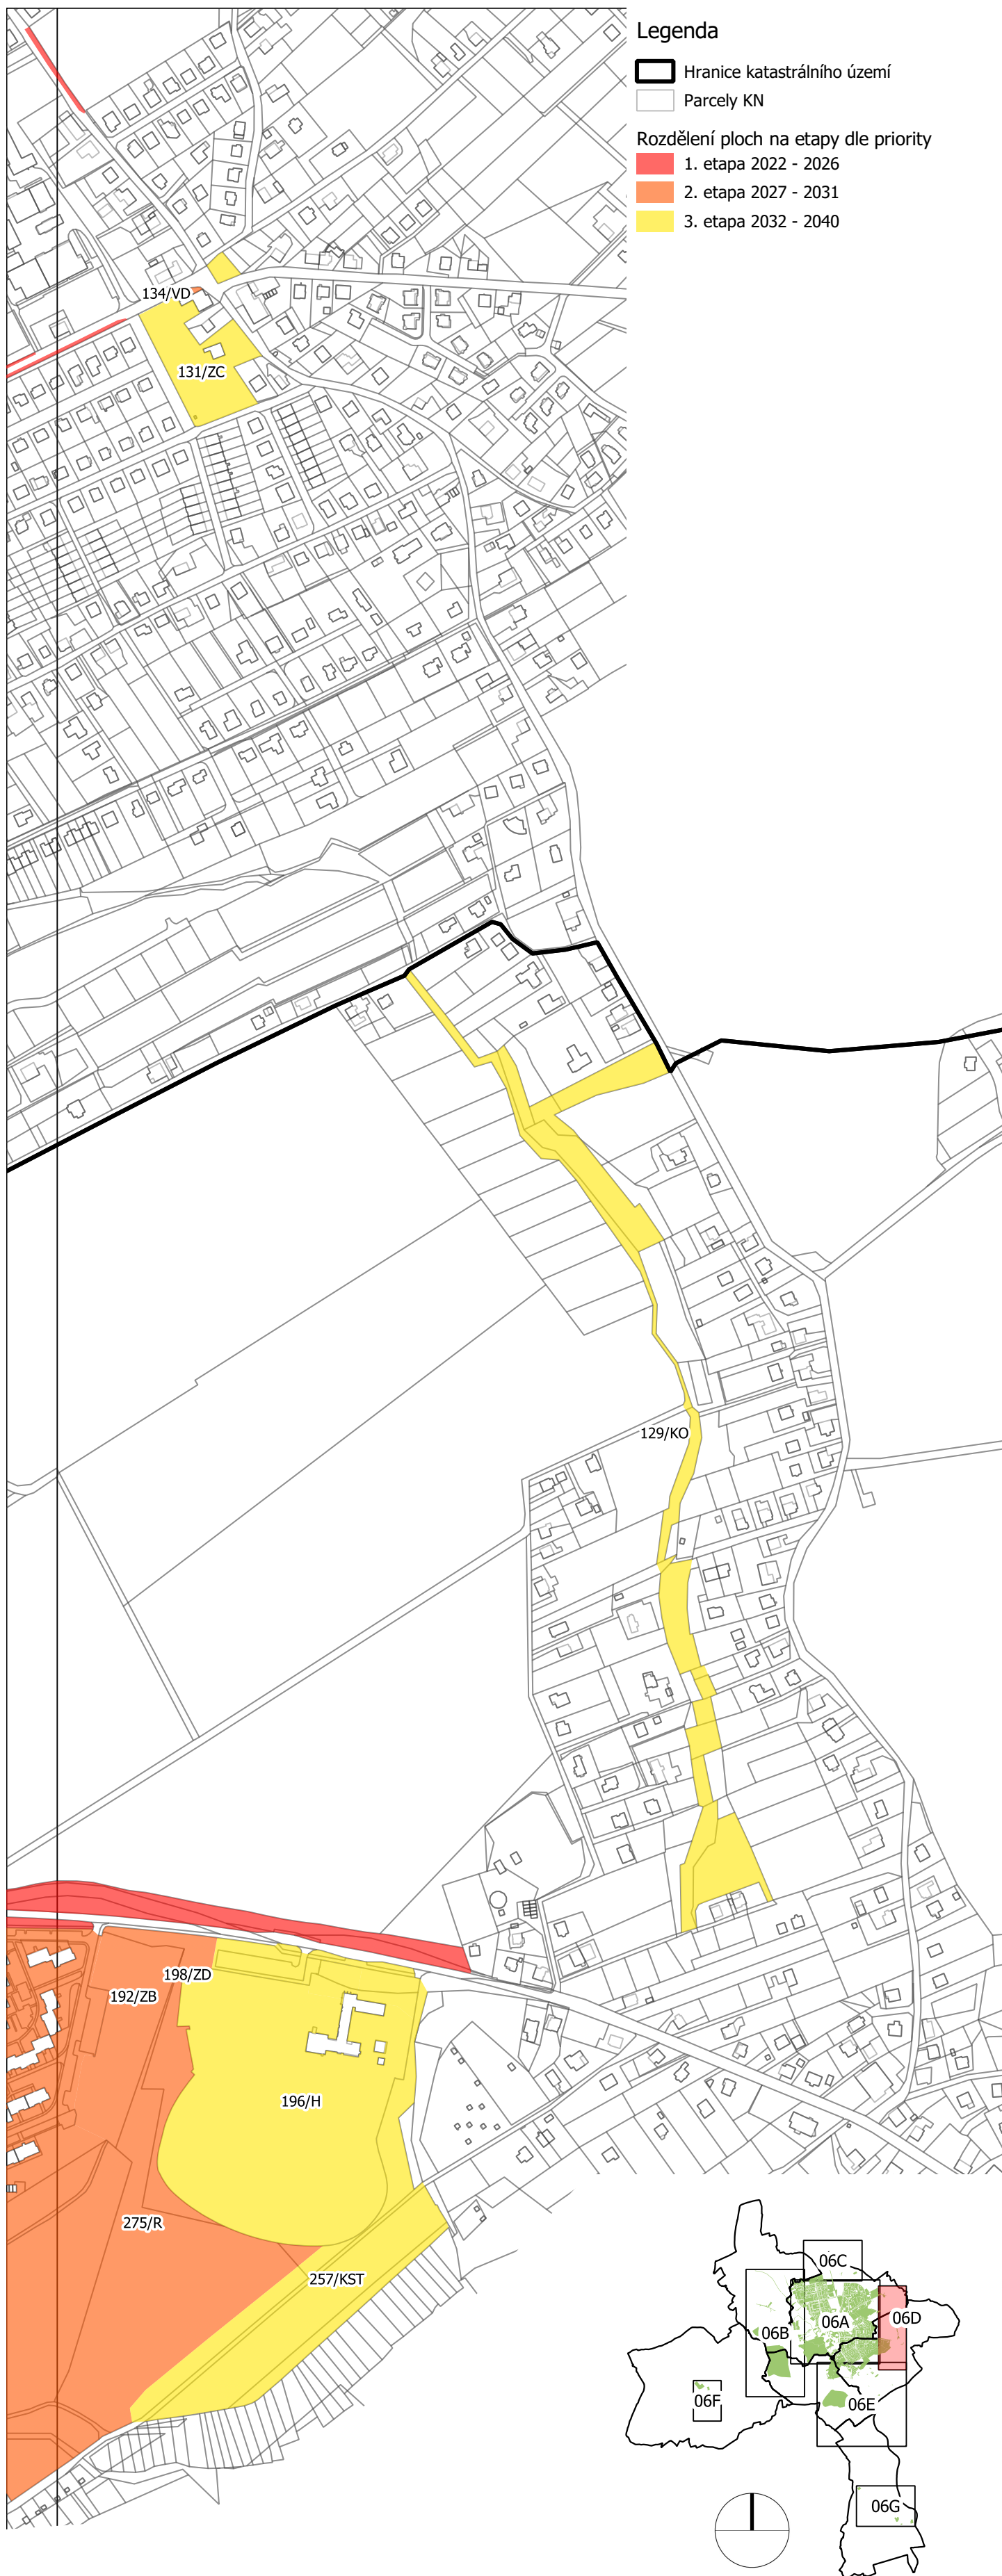 Legenda
Hranice katastrálního území
Parcely KN
Rozdělení ploch na etapy dle priority
1. etapa 2022 - 2026
2. etapa 2027 - 2031
3. etapa 2032 - 2040
134/VD
131/ZC
129/KO
198/ZD
192/ZB
196/H
275/R
257/KST
06C
06D
06A
06B
06F
06E
06G